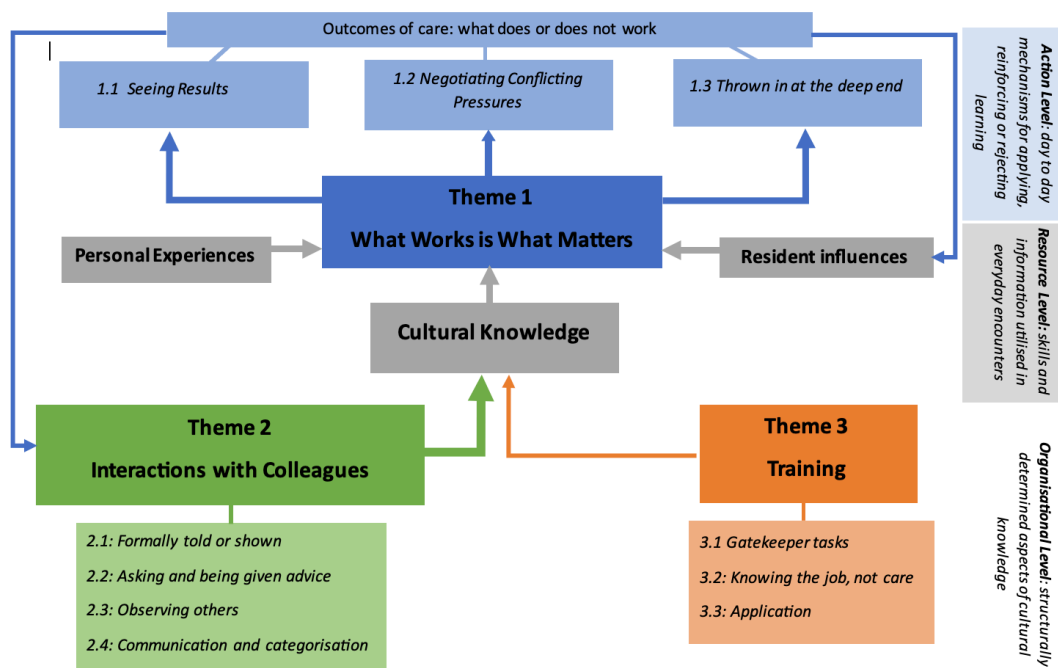 Outcomes of care: what does or does not work
1.1 Seeing Results
1.2 Negotiating Conflicting
Pressures
1.3 Thrown in at the deep end
Theme 1
What Works is What Matters
Personal Experiences
Resident influences
Cultural Knowledge
Theme 2
Interactions with Colleagues
Theme 3
Training
2.1: Formally told or shown
2.2: Asking and being given advice
2.3: Observing others
2.4: Communication and categorisation
3.1 Gatekeeper tasks
3.2: Knowing the job, not care
3.3: Application
Action Level: day to day
mechanisms for applying,
reinforcing or rejecting
learning
Resource Level: skills and
information utilised in
everyday encounters
Organisational Level: structurally
determined aspects of cultural
knowledge